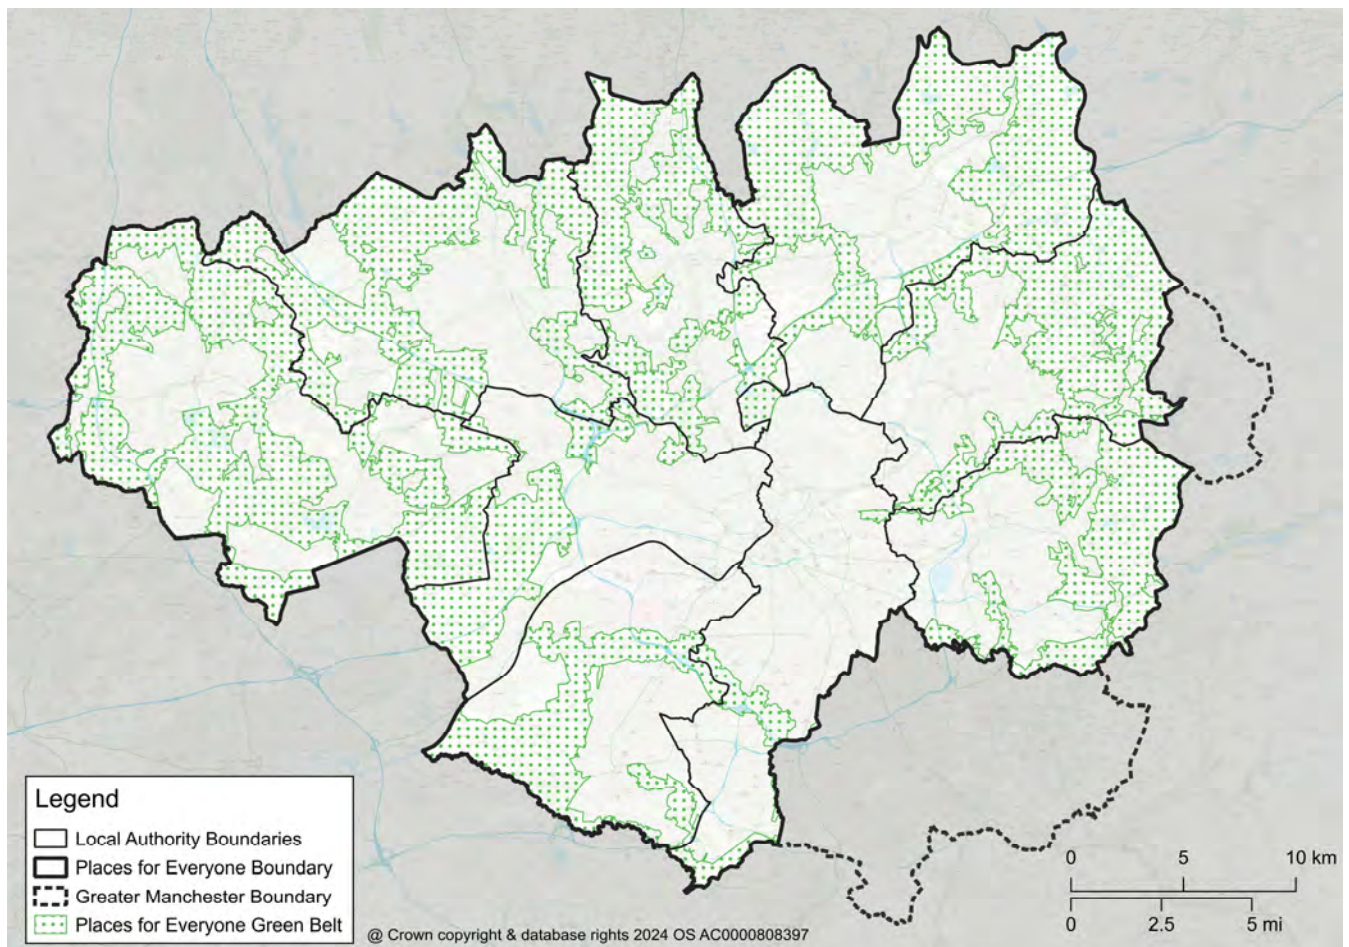 Legend
Local Authority Boundaries
Places for Everyone Boundary
Greater Manchester Boundary
Places for Everyone Green Belt
@ Crown copyright & database rights 2024 OS AC0000808397
0 5 10 km
0 2.5 5 mi